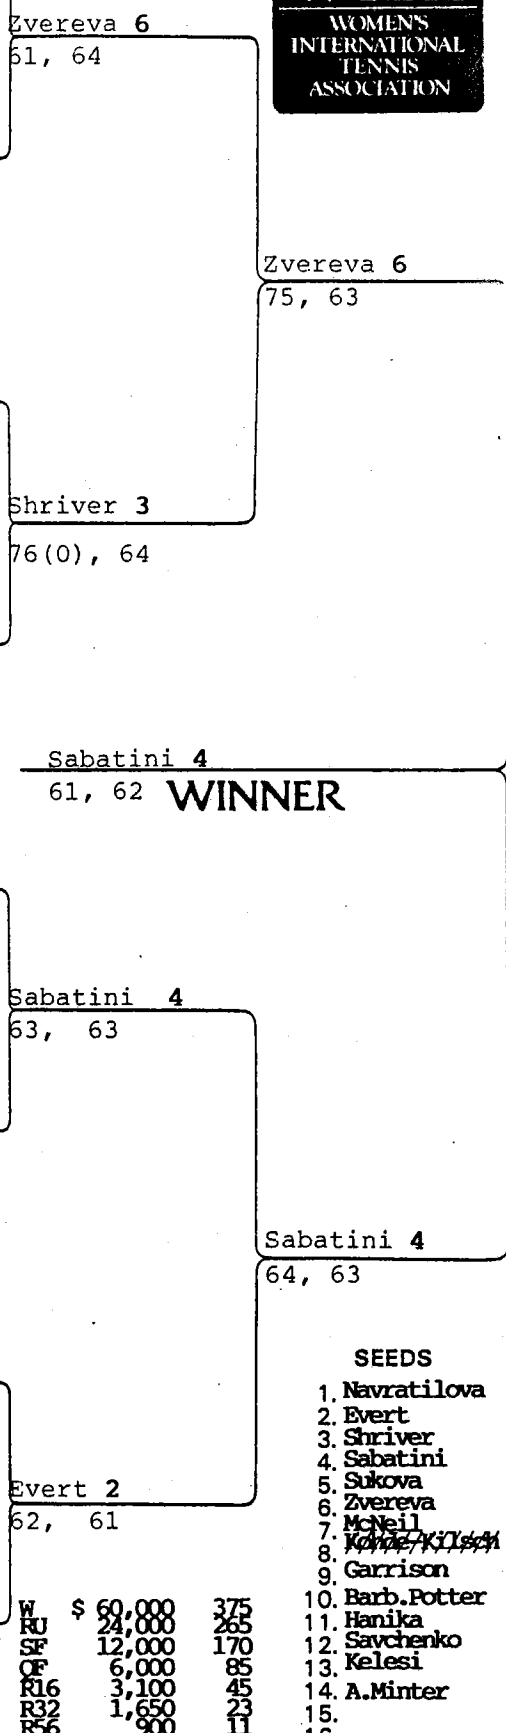 Zvereva 6
61, 64
WOMEN'S
INTERNATIONAL
TENNIS
ASSOCIATION
Zvereva 6
75, 63
Shriver 3
76(0), 64
Sabatini 4
61, 62 WINNER
Sabatini 4
63, 63
Sabatini 4
64, 63
Evert 2
62, 61
SEEDS
1. Navratilova
2. Evert
3. Shriver
4. Sabatini
5. Sukova
6. Zvereva
7. McNeil
8. Kohde-Kilsch
9. Garrison
10. Barb.Potter
11. Hanika
12. Savchenko
13. Kelesi
14. A.Minter
15.
W $ 60,000 375
RU 24,000 265
SF 12,000 170
QF 6,000 85
R16 3,100 45
R32 1,650 23
R56 900 11